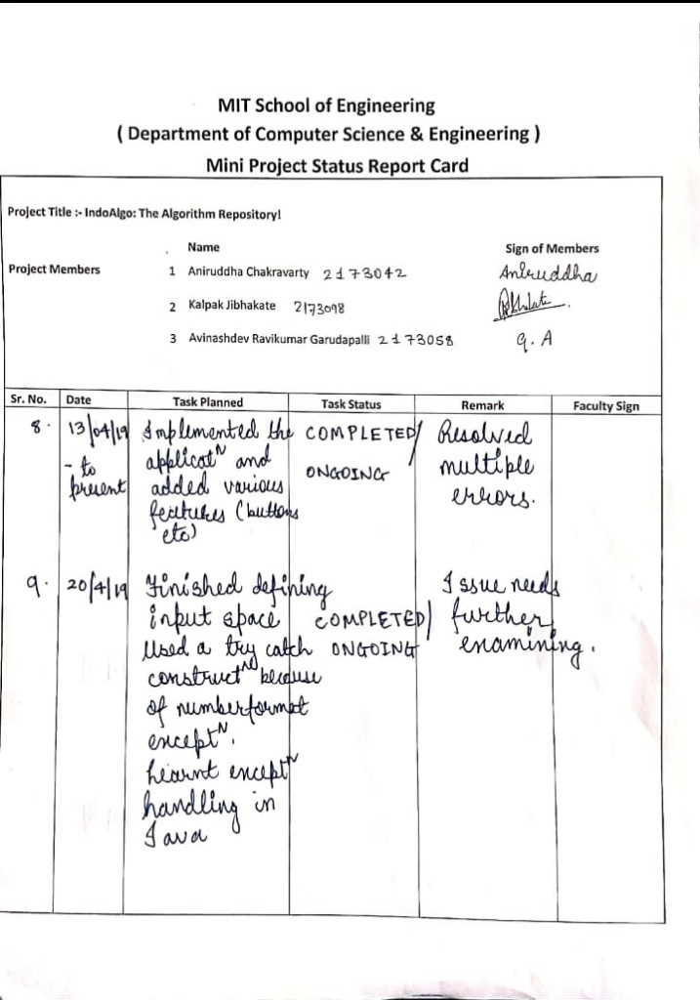 MIT School of Engineering
( Department of Computer Science & Engineering )
Mini Project Status Report Card
Project Title :- IndoAlgo: The Algorithm Repository!
Name Sign of Members
Project Members 1 Aniruddha Chakravarty 2173042 Aniruddha
2 Kalpak Jibhakate 2173098
3 Avinashdev Ravikumar Garudapalli 2173058 G.A
Sr. No. Date Task Planned Task Status Remark Faculty Sign
8. 13/04/19 Implemented the COMPLETED/ Resolved
- to applicatᴺ and ONGOING multiple
present added various errors.
features (buttons
etc)
9. 20/4/19 Finished defining Issue needs
input space COMPLETED/ further
Used a try catch ONGOING enamining.
constructᴺ because
of numberformat
exceptᴺ.
Learnt exceptᴺ
handling in
Java